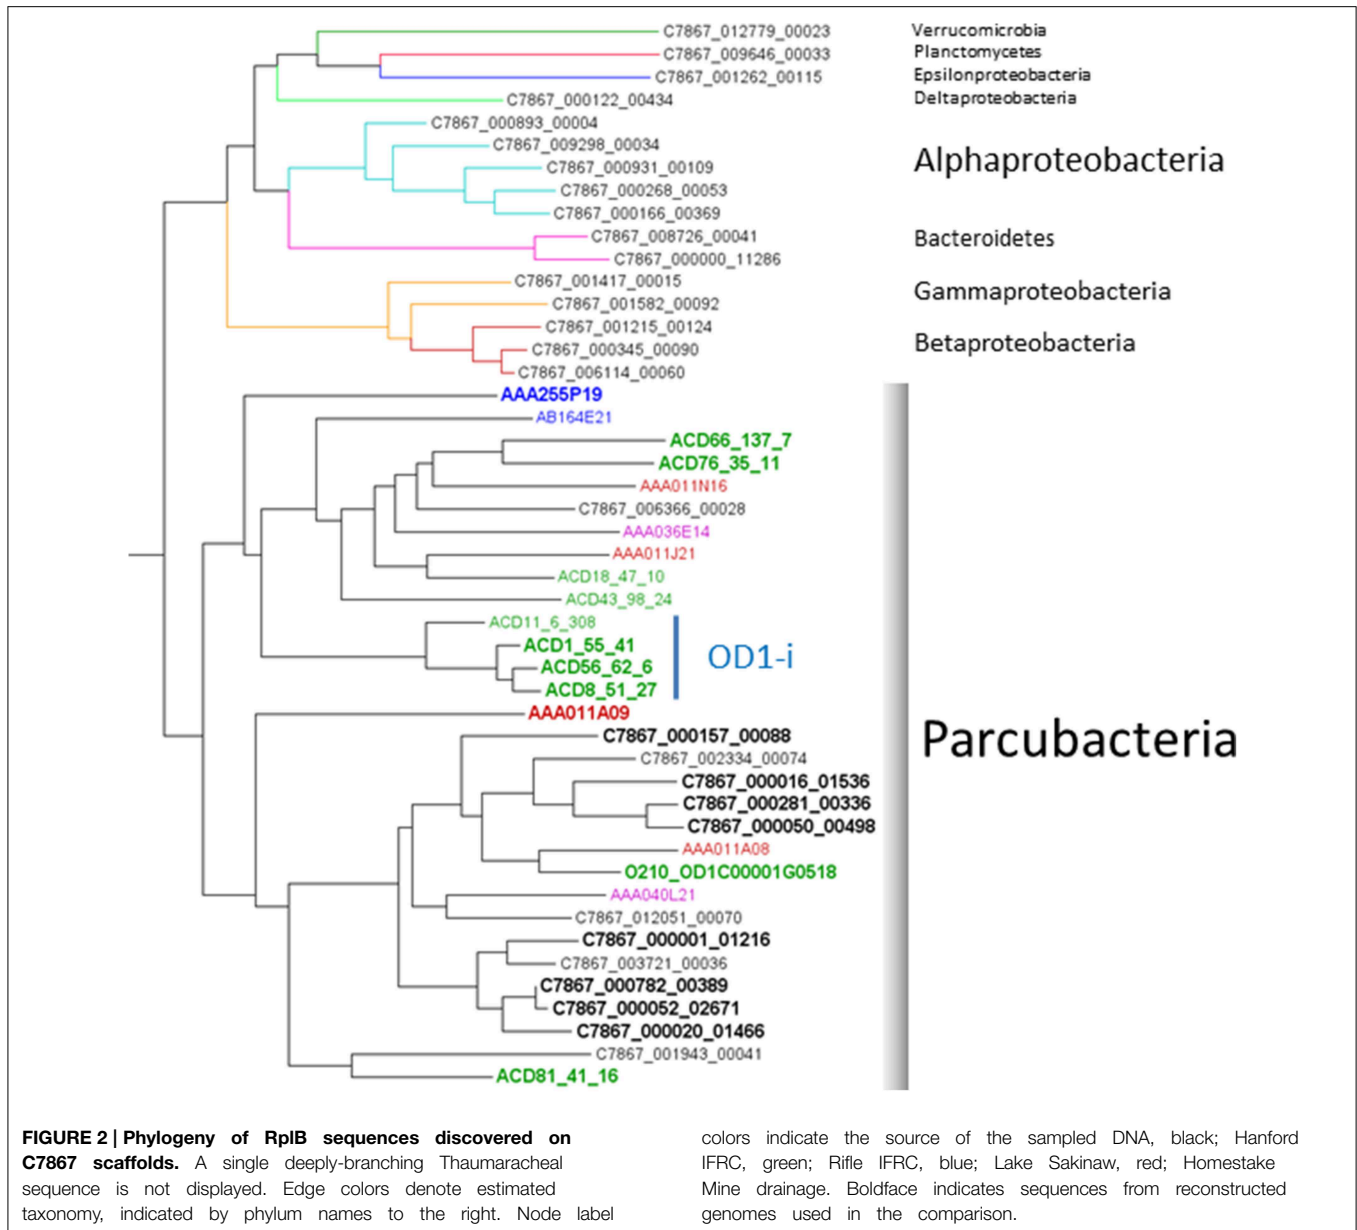 C7867_012779_00023 Verrucomicrobia
C7867_009646_00033 Planctomycetes
C7867_001262_00115 Epsilonproteobacteria
C7867_000122_00434 Deltaproteobacteria
C7867_000893_00004
C7867_009298_00034
Alphaproteobacteria
C7867_000931_00109
C7867_000268_00053
C7867_000166_00369
C7867_008726_00041 Bacteroidetes
C7867_000000_11286
C7867_001417_00015 Gammaproteobacteria
C7867_001582_00092
C7867_001215_00124
Betaproteobacteria
C7867_000345_00090
C7867_006114_00060
AAA255P19
AB164E21
ACD66_137_7
ACD76_35_11
AAA011N16
C7867_006366_00028
AAA036E14
AAA011J21
ACD18_47_10
ACD43_98_24
ACD11_6_308
ACD1_55_41
OD1-i
ACD56_62_6
ACD8_51_27
AAA011A09
C7867_000157_00088
Parcubacteria
C7867_002334_00074
C7867_000016_01536
C7867_000281_00336
C7867_000050_00498
AAA011A08
O210_OD1C00001G0518
AAA040L21
C7867_012051_00070
C7867_000001_01216
C7867_003721_00036
C7867_000782_00389
C7867_000052_02671
C7867_000020_01466
C7867_001943_00041
ACD81_41_16
FIGURE 2 | Phylogeny of RplB sequences discovered on
C7867 scaffolds. A single deeply-branching Thaumaracheal
sequence is not displayed. Edge colors denote estimated
taxonomy, indicated by phylum names to the right. Node label
colors indicate the source of the sampled DNA, black; Hanford
IFRC, green; Rifle IFRC, blue; Lake Sakinaw, red; Homestake
Mine drainage. Boldface indicates sequences from reconstructed
genomes used in the comparison.